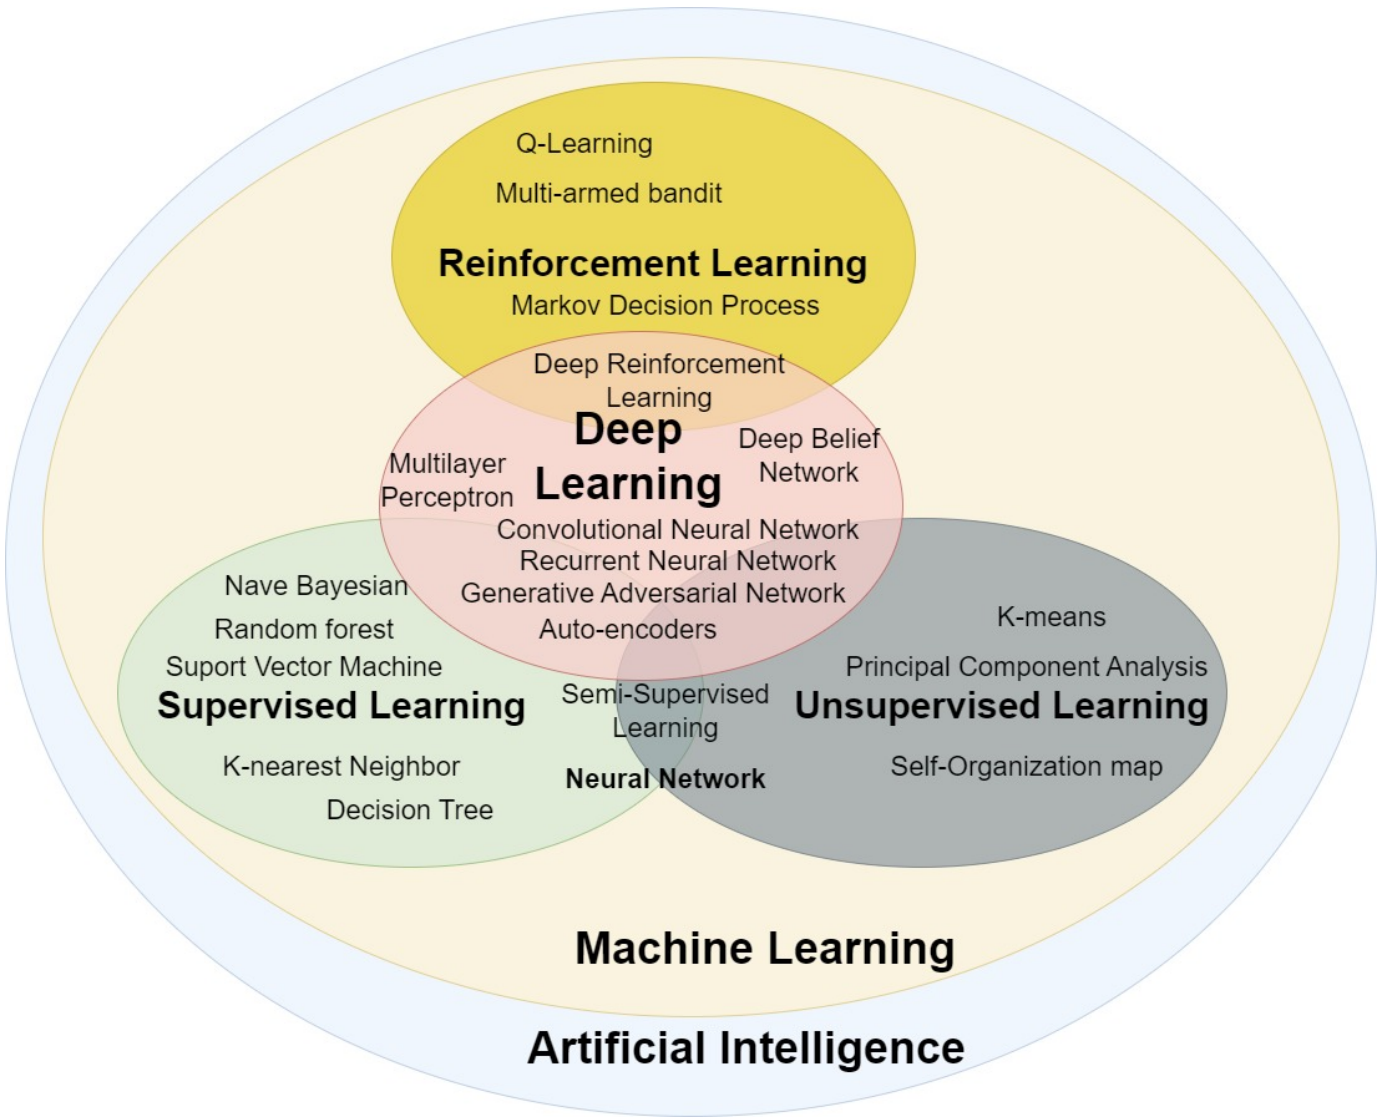 Q-Learning
Multi-armed bandit
Reinforcement Learning
Markov Decision Process
Deep Reinforcement
Learning
Deep
Learning
Deep Belief
Network
Multilayer
Perceptron
Convolutional Neural Network
Recurrent Neural Network
Generative Adversarial Network
Auto-encoders
Nave Bayesian
Random forest
Suport Vector Machine
Supervised Learning
K-nearest Neighbor
Decision Tree
Semi-Supervised
Learning
Neural Network
K-means
Principal Component Analysis
Unsupervised Learning
Self-Organization map
Machine Learning
Artificial Intelligence